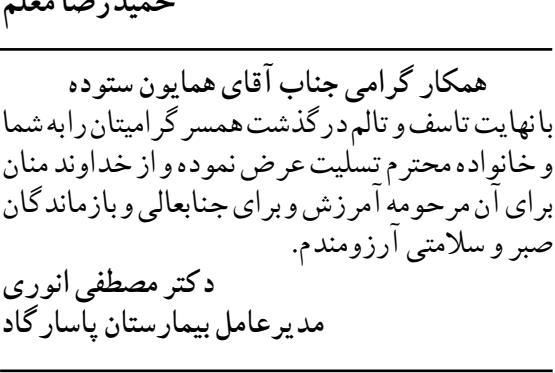 حمیدرضا معلم
همکار گرامی جناب آقای همایون ستوده
با نهایت تاسف و تالم درگذشت همسر گرامیتان را به شما
و خانواده محترم تسلیت عرض نموده و از خداوند منان
برای آن مرحومه آمرزش و برای جنابعالی و بازماندگان
صبر و سلامتی آرزومندم.
دکتر مصطفی انوری
مدیرعامل بیمارستان پاسارگاد